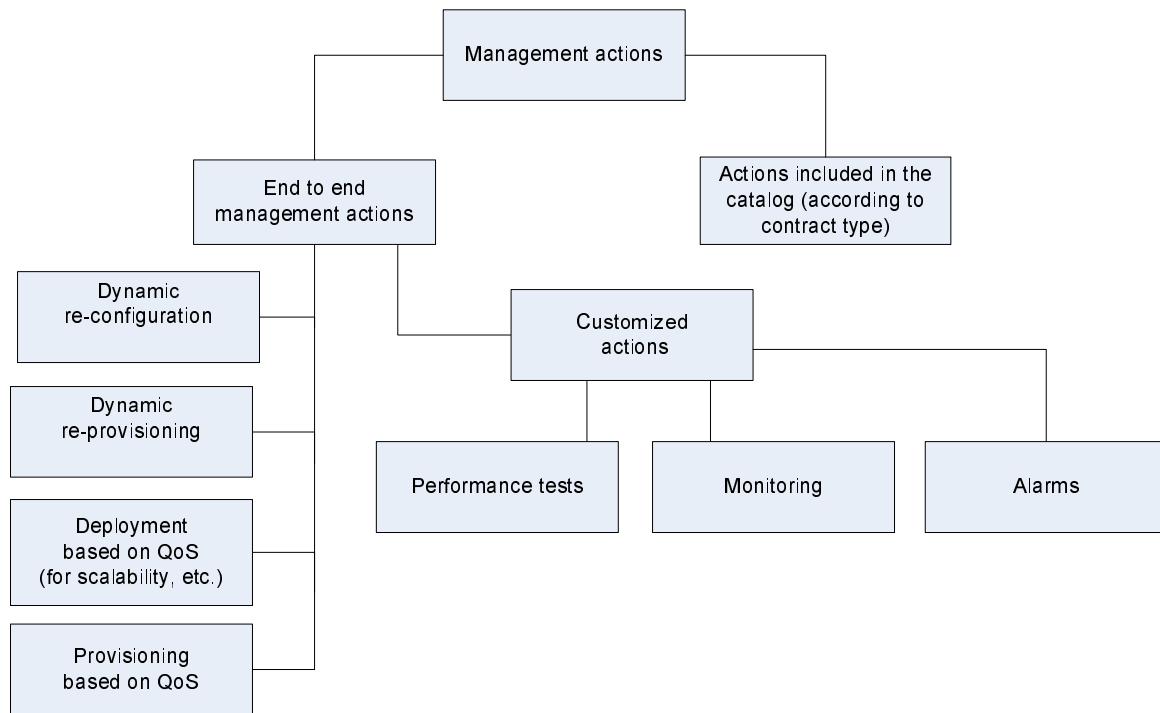 Management actions
End to end
management actions
Actions included in the
catalog (according to
contract type)
Dynamic
re-configuration
Customized
actions
Dynamic
re-provisioning
Performance tests
Monitoring
Alarms
Deployment
based on QoS
(for scalability, etc.)
Provisioning
based on QoS